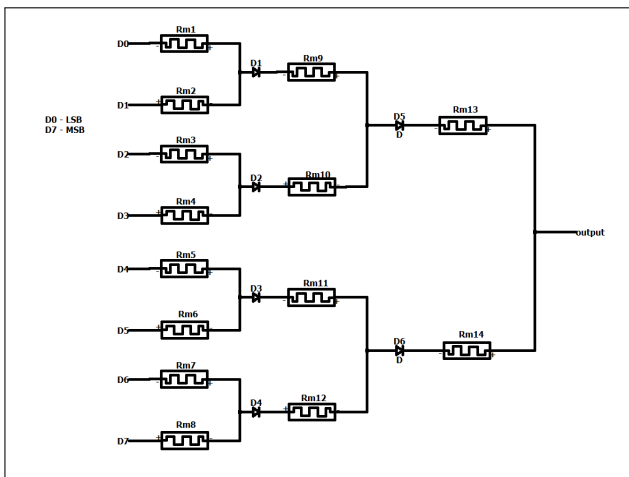 Rm1
D0
- +
D1
Rm9
- +
Rm2
D1
+ -
D0 - LSB
D7 - MSB
D5
D
Rm13
- +
Rm3
D2
- +
D2
Rm10
+ -
Rm4
D3
+ -
output
Rm5
D4
- +
D3
Rm11
- +
Rm6
D5
+ -
D6
D
Rm14
- +
Rm7
D6
- +
D4
Rm12
+ -
Rm8
D7
+ -